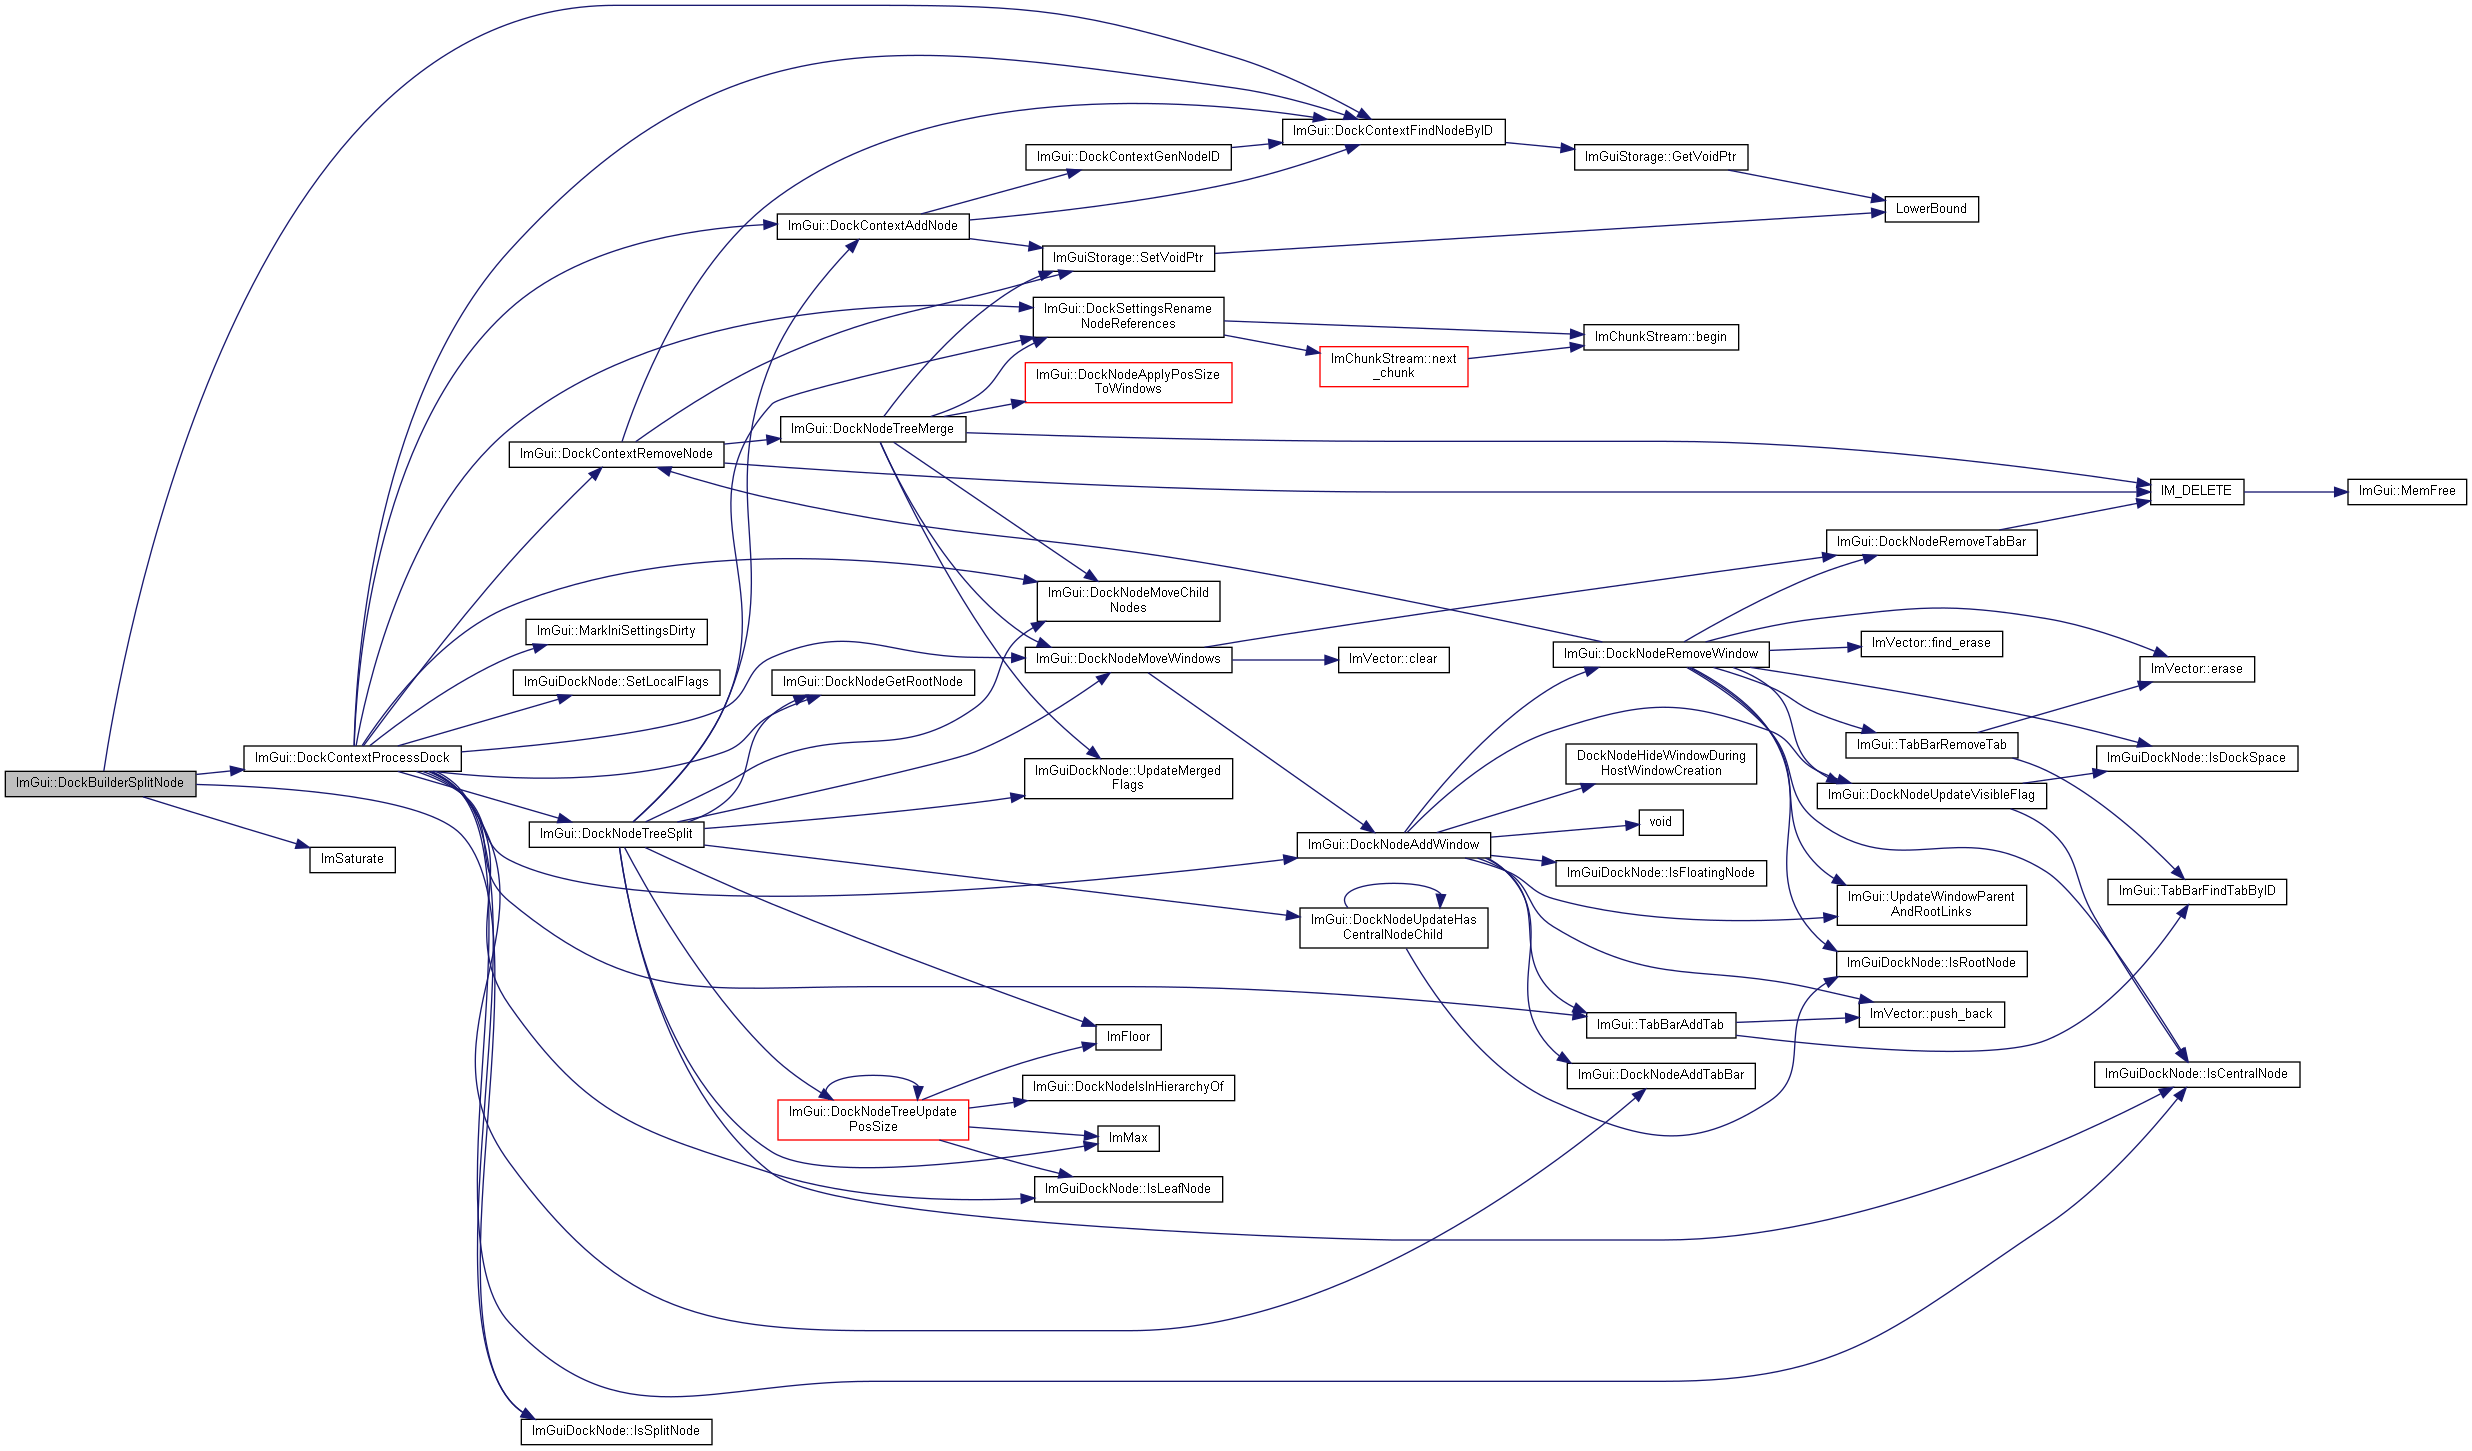 ImGui::DockBuilderSplitNode
ImGui::DockContextProcessDock
ImSaturate
ImGui::DockContextRemoveNode
ImGui::MarkIniSettingsDirty
ImGuiDockNode::SetLocalFlags
ImGui::DockNodeTreeSplit
ImGuiDockNode::IsSplitNode
ImGui::DockContextAddNode
ImGui::DockNodeTreeMerge
ImGui::DockNodeGetRootNode
ImGui::DockNodeTreeUpdate
PosSize
ImGui::DockContextGenNodeID
ImGuiStorage::SetVoidPtr
ImGui::DockSettingsRename
NodeReferences
ImGui::DockNodeApplyPosSize
ToWindows
ImGui::DockNodeMoveChild
Nodes
ImGui::DockNodeMoveWindows
ImGuiDockNode::UpdateMerged
Flags
ImFloor
ImGui::DockNodeIsInHierarchyOf
ImMax
ImGuiDockNode::IsLeafNode
ImGui::DockContextFindNodeByID
ImChunkStream::next
_chunk
ImVector::clear
ImGui::DockNodeAddWindow
ImGui::DockNodeUpdateHas
CentralNodeChild
ImGuiStorage::GetVoidPtr
ImChunkStream::begin
ImGui::DockNodeRemoveWindow
DockNodeHideWindowDuring
HostWindowCreation
void
ImGuiDockNode::IsFloatingNode
ImGui::TabBarAddTab
ImGui::DockNodeAddTabBar
LowerBound
ImGui::DockNodeRemoveTabBar
ImVector::find_erase
ImGui::TabBarRemoveTab
ImGui::DockNodeUpdateVisibleFlag
ImGui::UpdateWindowParent
AndRootLinks
ImGuiDockNode::IsRootNode
ImVector::push_back
IM_DELETE
ImVector::erase
ImGuiDockNode::IsDockSpace
ImGui::TabBarFindTabByID
ImGuiDockNode::IsCentralNode
ImGui::MemFree